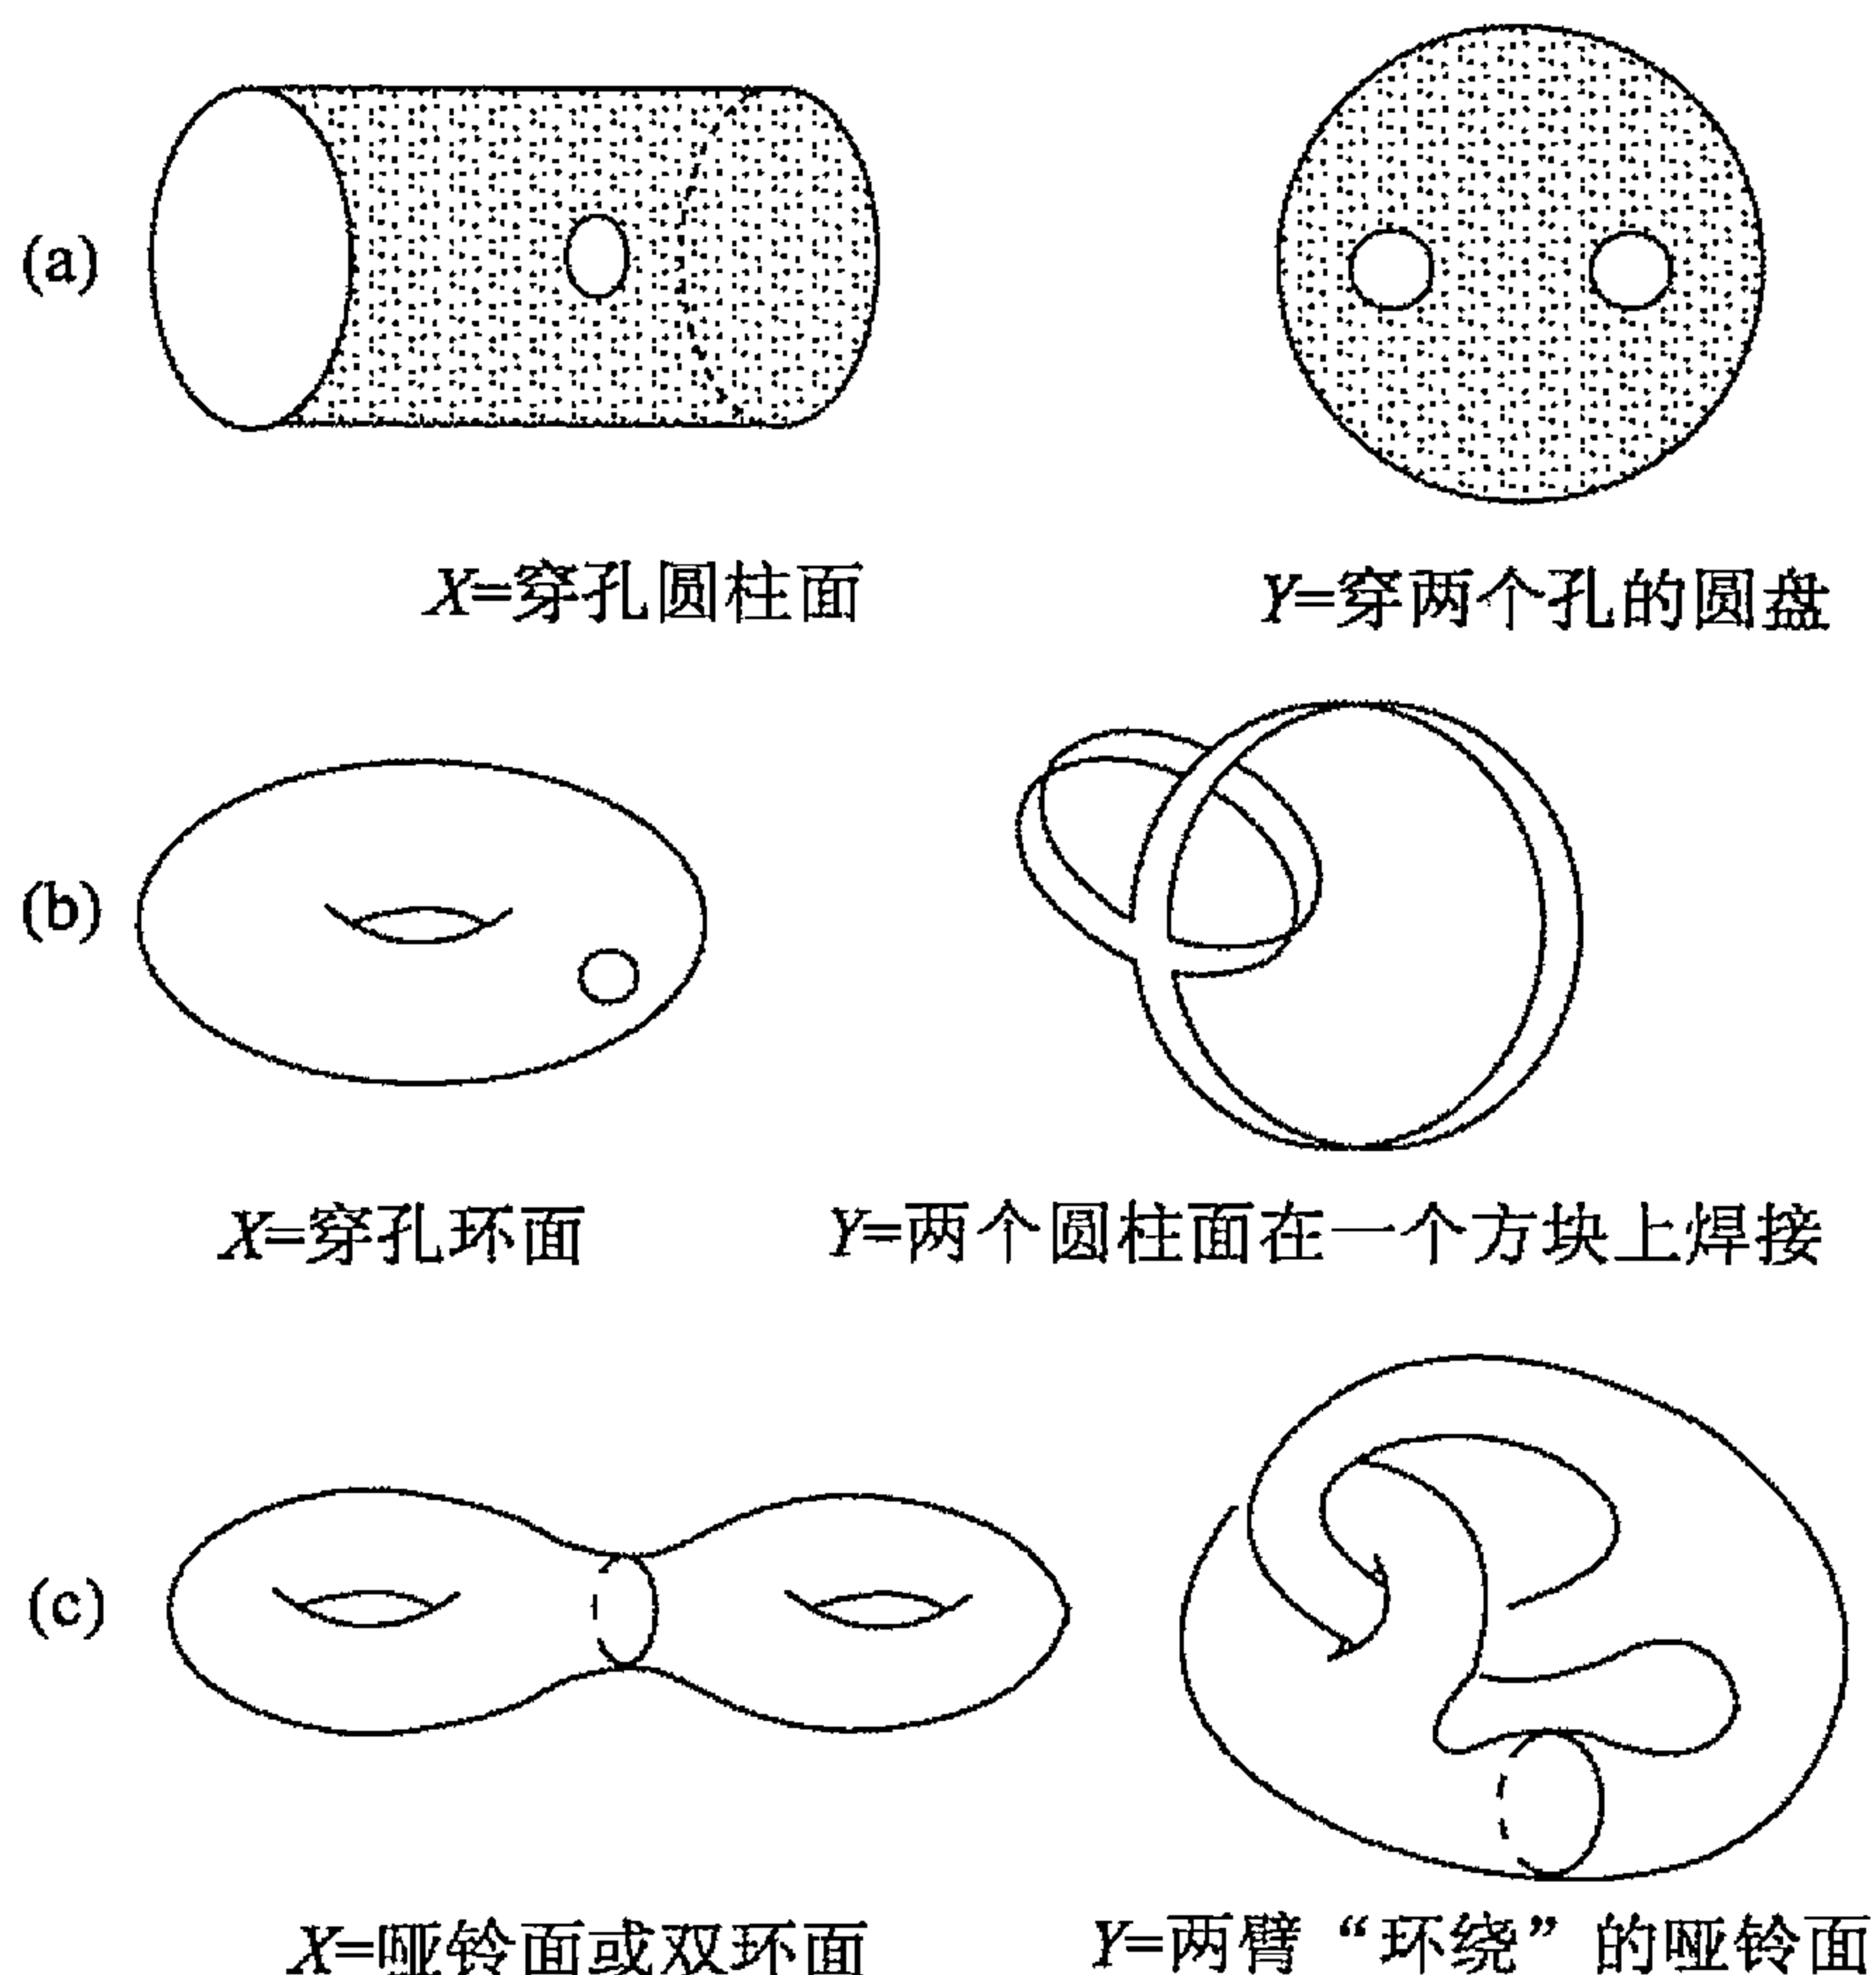 (a)
X=穿孔圆柱面
Y=穿两个孔的圆盘
(b)
X=穿孔环面
Y=两个圆柱面在一个方块上焊接
(c)
X=哑铃面或双环面
Y=两臂“环绕”的哑铃面